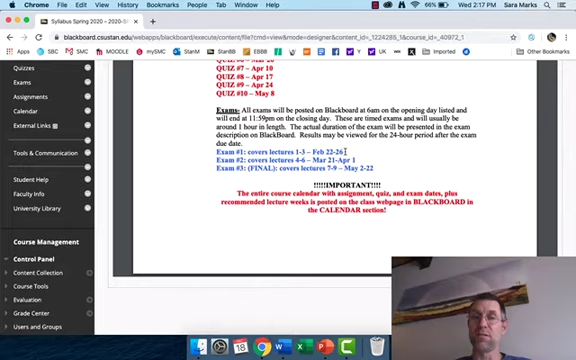 Chrome File Edit View History Bookmarks People Tab Window Help 66% Wed 2:17 PM Sara Marks
Syllabus Spring 2020 – 2020-S
blackboard.csustan.edu/webapps/blackboard/execute/content/file?cmd=view&mode=designer&content_id=_1224285_1&course_id=_40972_1
Apps SMC MOODLE mySMC StanBB EBBB Imported Other Bookmarks
Quizzes
Exams
Assignments
Calendar
External Links
Tools & Communication
Student Help
Faculty Info
University Library
Course Management
Control Panel
Content Collection
Course Tools
Evaluation
Grade Center
Users and Groups
QUIZ #7 – Apr 10
QUIZ #8 – Apr 17
QUIZ #9 – Apr 24
QUIZ #10 – May 8
Exams: All exams will be posted on Blackboard at 6am on the opening day listed and
will end at 11:59pm on the closing day. These are timed exams and will usually be
around 1 hour in length. The actual duration of the exam will be presented in the exam
description on BlackBoard. Results may be viewed for the 24-hour period after the exam
due date.
Exam #1: covers lectures 1-3 – Feb 22-26
Exam #2: covers lectures 4-6 – Mar 21-Apr 1
Exam #3: (FINAL): covers lectures 7-9 – May 2-22
!!!!!IMPORTANT!!!!
The entire course calendar with assignment, quiz, and exam dates, plus
recommended lecture weeks is posted on the class webpage in BLACKBOARD in
the CALENDAR section!
18